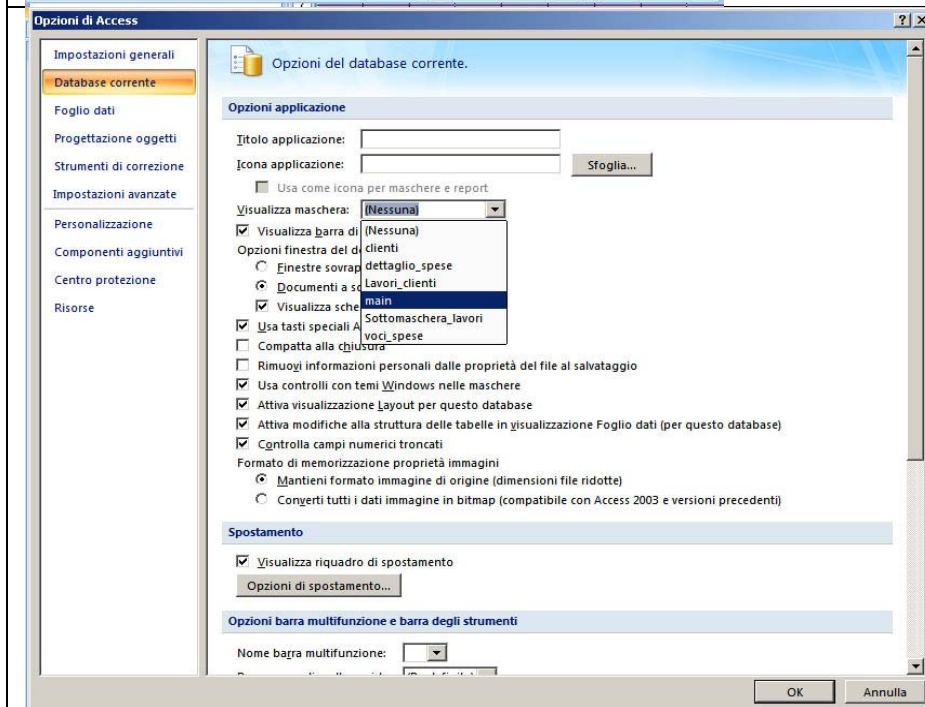 Opzioni di Access
Impostazioni generali
Database corrente
Foglio dati
Progettazione oggetti
Strumenti di correzione
Impostazioni avanzate
Personalizzazione
Componenti aggiuntivi
Centro protezione
Risorse
Opzioni del database corrente.
Opzioni applicazione
Titolo applicazione:
Icona applicazione:
Sfoglia...
Usa come icona per maschere e report
Visualizza maschera: (Nessuna)
(Nessuna)
clienti
dettaglio_spese
Lavori_clienti
main
Sottomaschera_lavori
voci_spese
Visualizza barra di
Opzioni finestra del
Finestre sovrap
Documenti a
Visualizza sche
Usa tasti speciali A
Compatta alla chiusura
Rimuovi informazioni personali dalle proprietà del file al salvataggio
Usa controlli con temi Windows nelle maschere
Attiva visualizzazione Layout per questo database
Attiva modifiche alla struttura delle tabelle in visualizzazione Foglio dati (per questo database)
Controlla campi numerici troncati
Formato di memorizzazione proprietà immagini
Mantieni formato immagine di origine (dimensioni file ridotte)
Converti tutti i dati immagine in bitmap (compatibile con Access 2003 e versioni precedenti)
Spostamento
Visualizza riquadro di spostamento
Opzioni di spostamento...
Opzioni barra multifunzione e barra degli strumenti
Nome barra multifunzione:
OK
Annulla